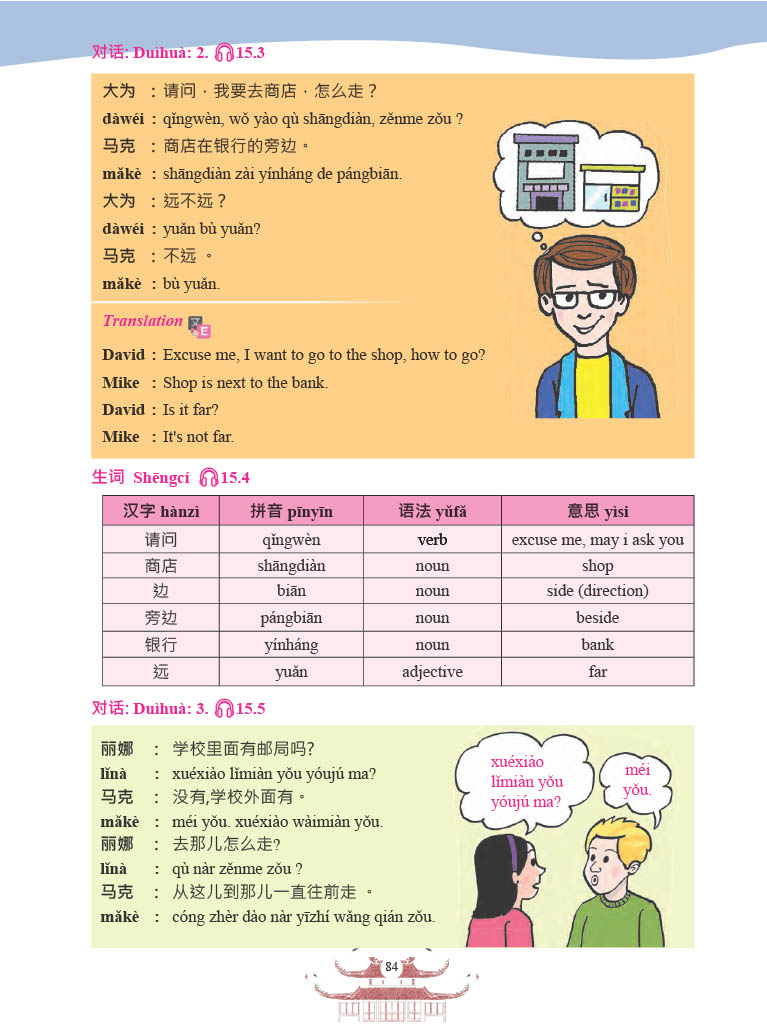 对话: Duìhuà: 2. 15.3
大为 : 请问，我要去商店，怎么走？
dàwéi : qǐngwèn, wǒ yào qù shāngdiàn, zěnme zǒu ?
马克 : 商店在银行的旁边。
mǎkè : shāngdiàn zài yínháng de pángbiān.
大为 : 远不远？
dàwéi : yuǎn bù yuǎn?
马克 : 不远 。
mǎkè : bù yuǎn.
Translation 文 E
David : Excuse me, I want to go to the shop, how to go?
Mike : Shop is next to the bank.
David : Is it far?
Mike : It's not far.
生词 Shēngcí 15.4
汉字 hànzì 拼音 pīnyīn 语法 yǔfǎ 意思 yìsi
请问 qǐngwèn verb excuse me, may i ask you
商店 shāngdiàn noun shop
边 biān noun side (direction)
旁边 pángbiān noun beside
银行 yínháng noun bank
远 yuǎn adjective far
对话: Duìhuà: 3. 15.5
丽娜 : 学校里面有邮局吗?
lǐnà : xuéxiào lǐmiàn yǒu yóujú ma?
马克 : 没有,学校外面有。
mǎkè : méi yǒu. xuéxiào wàimiàn yǒu.
丽娜 : 去那儿怎么走?
lǐnà : qù nàr zěnme zǒu ?
马克 : 从这儿到那儿一直往前走 。
mǎkè : cóng zhèr dào nàr yīzhí wǎng qián zǒu.
xuéxiào
lǐmiàn yǒu
yóujú ma?
méi
yǒu.
84